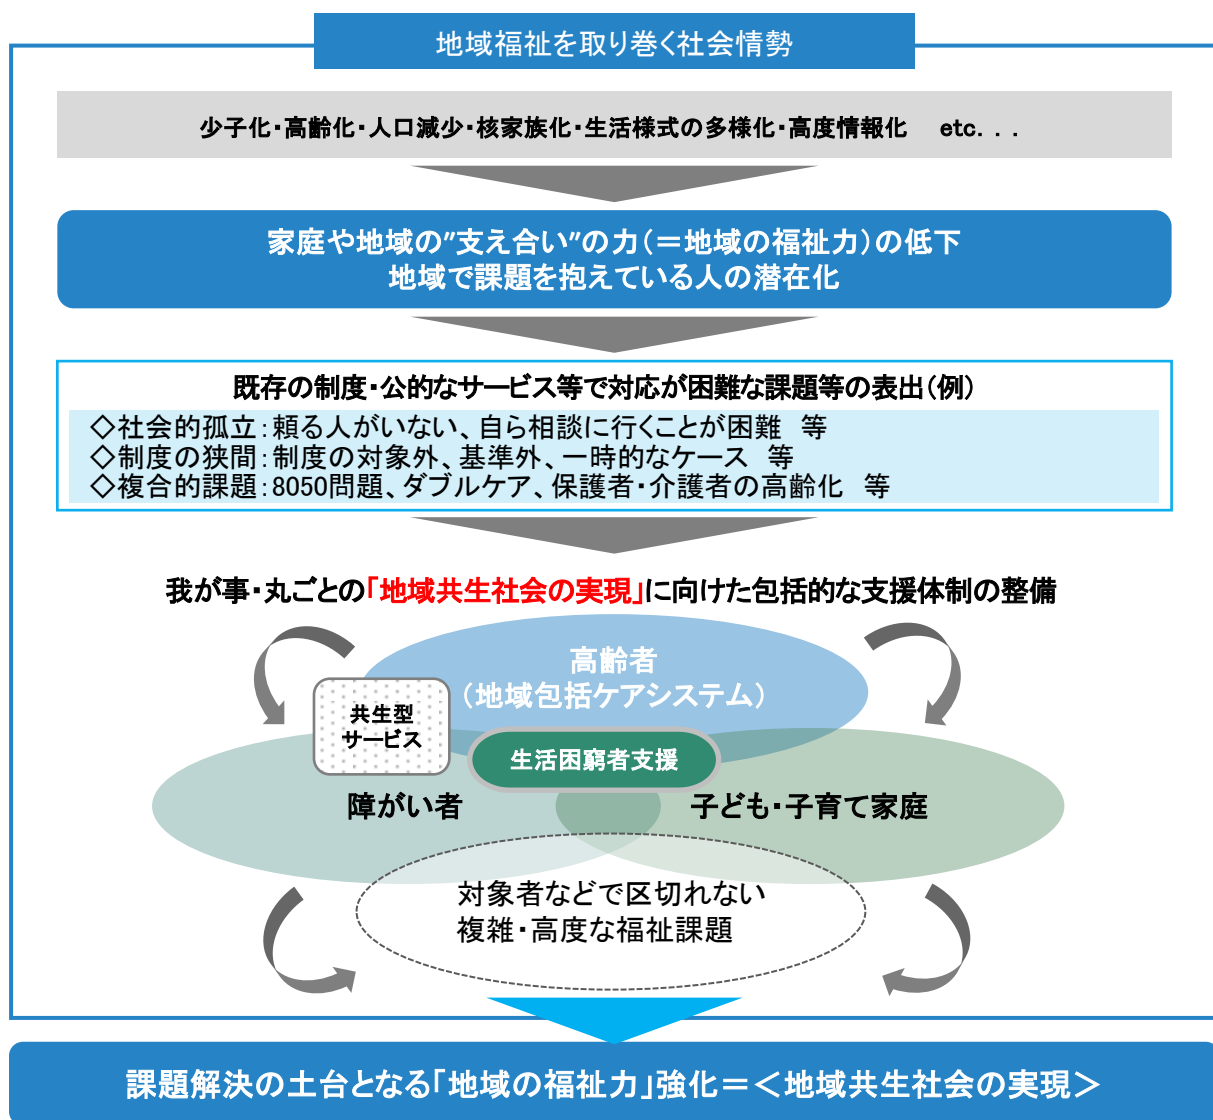 地域福祉を取り巻く社会情勢
少子化・高齢化・人口減少・核家族化・生活様式の多様化・高度情報化　etc...
家庭や地域の”支え合い”の力（＝地域の福祉力）の低下
地域で課題を抱えている人の潜在化
既存の制度・公的なサービス等で対応が困難な課題等の表出（例）
◇社会的孤立：頼る人がいない、自ら相談に行くことが困難　等
◇制度の狭間：制度の対象外、基準外、一時的なケース　等
◇複合的課題：8050問題、ダブルケア、保護者・介護者の高齢化　等
我が事・丸ごとの「地域共生社会の実現」に向けた包括的な支援体制の整備
高齢者
（地域包括ケアシステム）
共生型
サービス
生活困窮者支援
障がい者
子ども・子育て家庭
対象者などで区切れない
複雑・高度な福祉課題
課題解決の土台となる「地域の福祉力」強化＝＜地域共生社会の実現＞